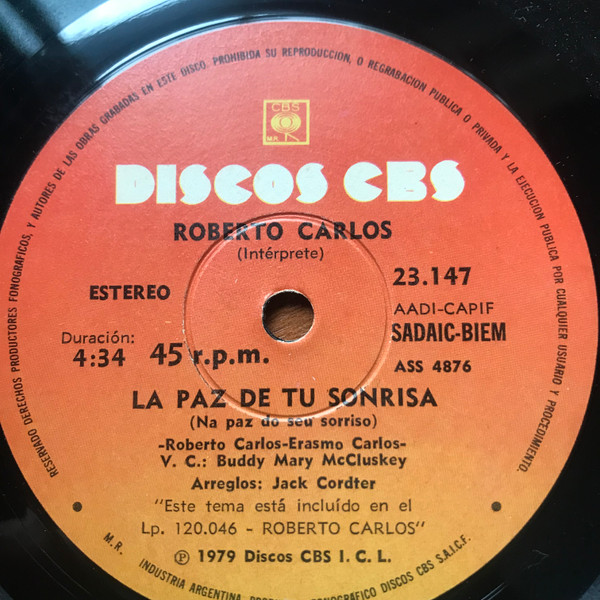 RESERVADO DERECHOS PRODUCTORES FONOGRAFICOS, Y AUTORES DE LAS OBRAS GRABADAS EN ESTE DISCO. PROHIBIDA SU REPRODUCCION, O REGRABACION PUBLICA O PRIVADA Y LA EJECUCION PUBLICA POR CUALQUIER USUARIO Y PROCEDIMIENTO.
CBS
M.R.
DISCOS CBS
ROBERTO CARLOS
(Intérprete)
ESTEREO
23.147
AADI-CAPIF
SADAIC-BIEM
ASS 4876
Duración:
4:34
45 r.p.m.
LA PAZ DE TU SONRISA
(Na paz do seu sorriso)
-Roberto Carlos-Erasmo Carlos-
V. C.: Buddy Mary McCluskey
Arreglos: Jack Cordter
"Este tema está incluído en el
Lp. 120.046 - ROBERTO CARLOS"
Ⓟ 1979 Discos CBS I. C. L.
M.R. INDUSTRIA ARGENTINA. FONOGRAFICO DISCOS CBS S.A.I.C.F.